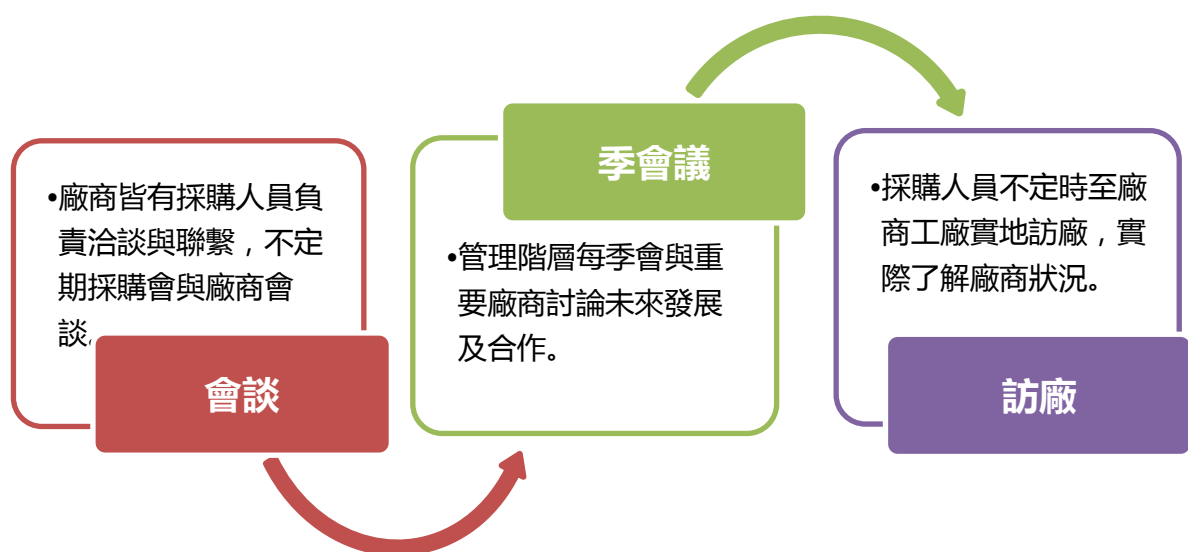 •廠商皆有採購人員負
責洽談與聯繫，不定
期採購會與廠商會
談.
會談
季會議
•管理階層每季會與重
要廠商討論未來發展
及合作。
•採購人員不定時至廠
商工廠實地訪廠，實
際了解廠商狀況。
訪廠